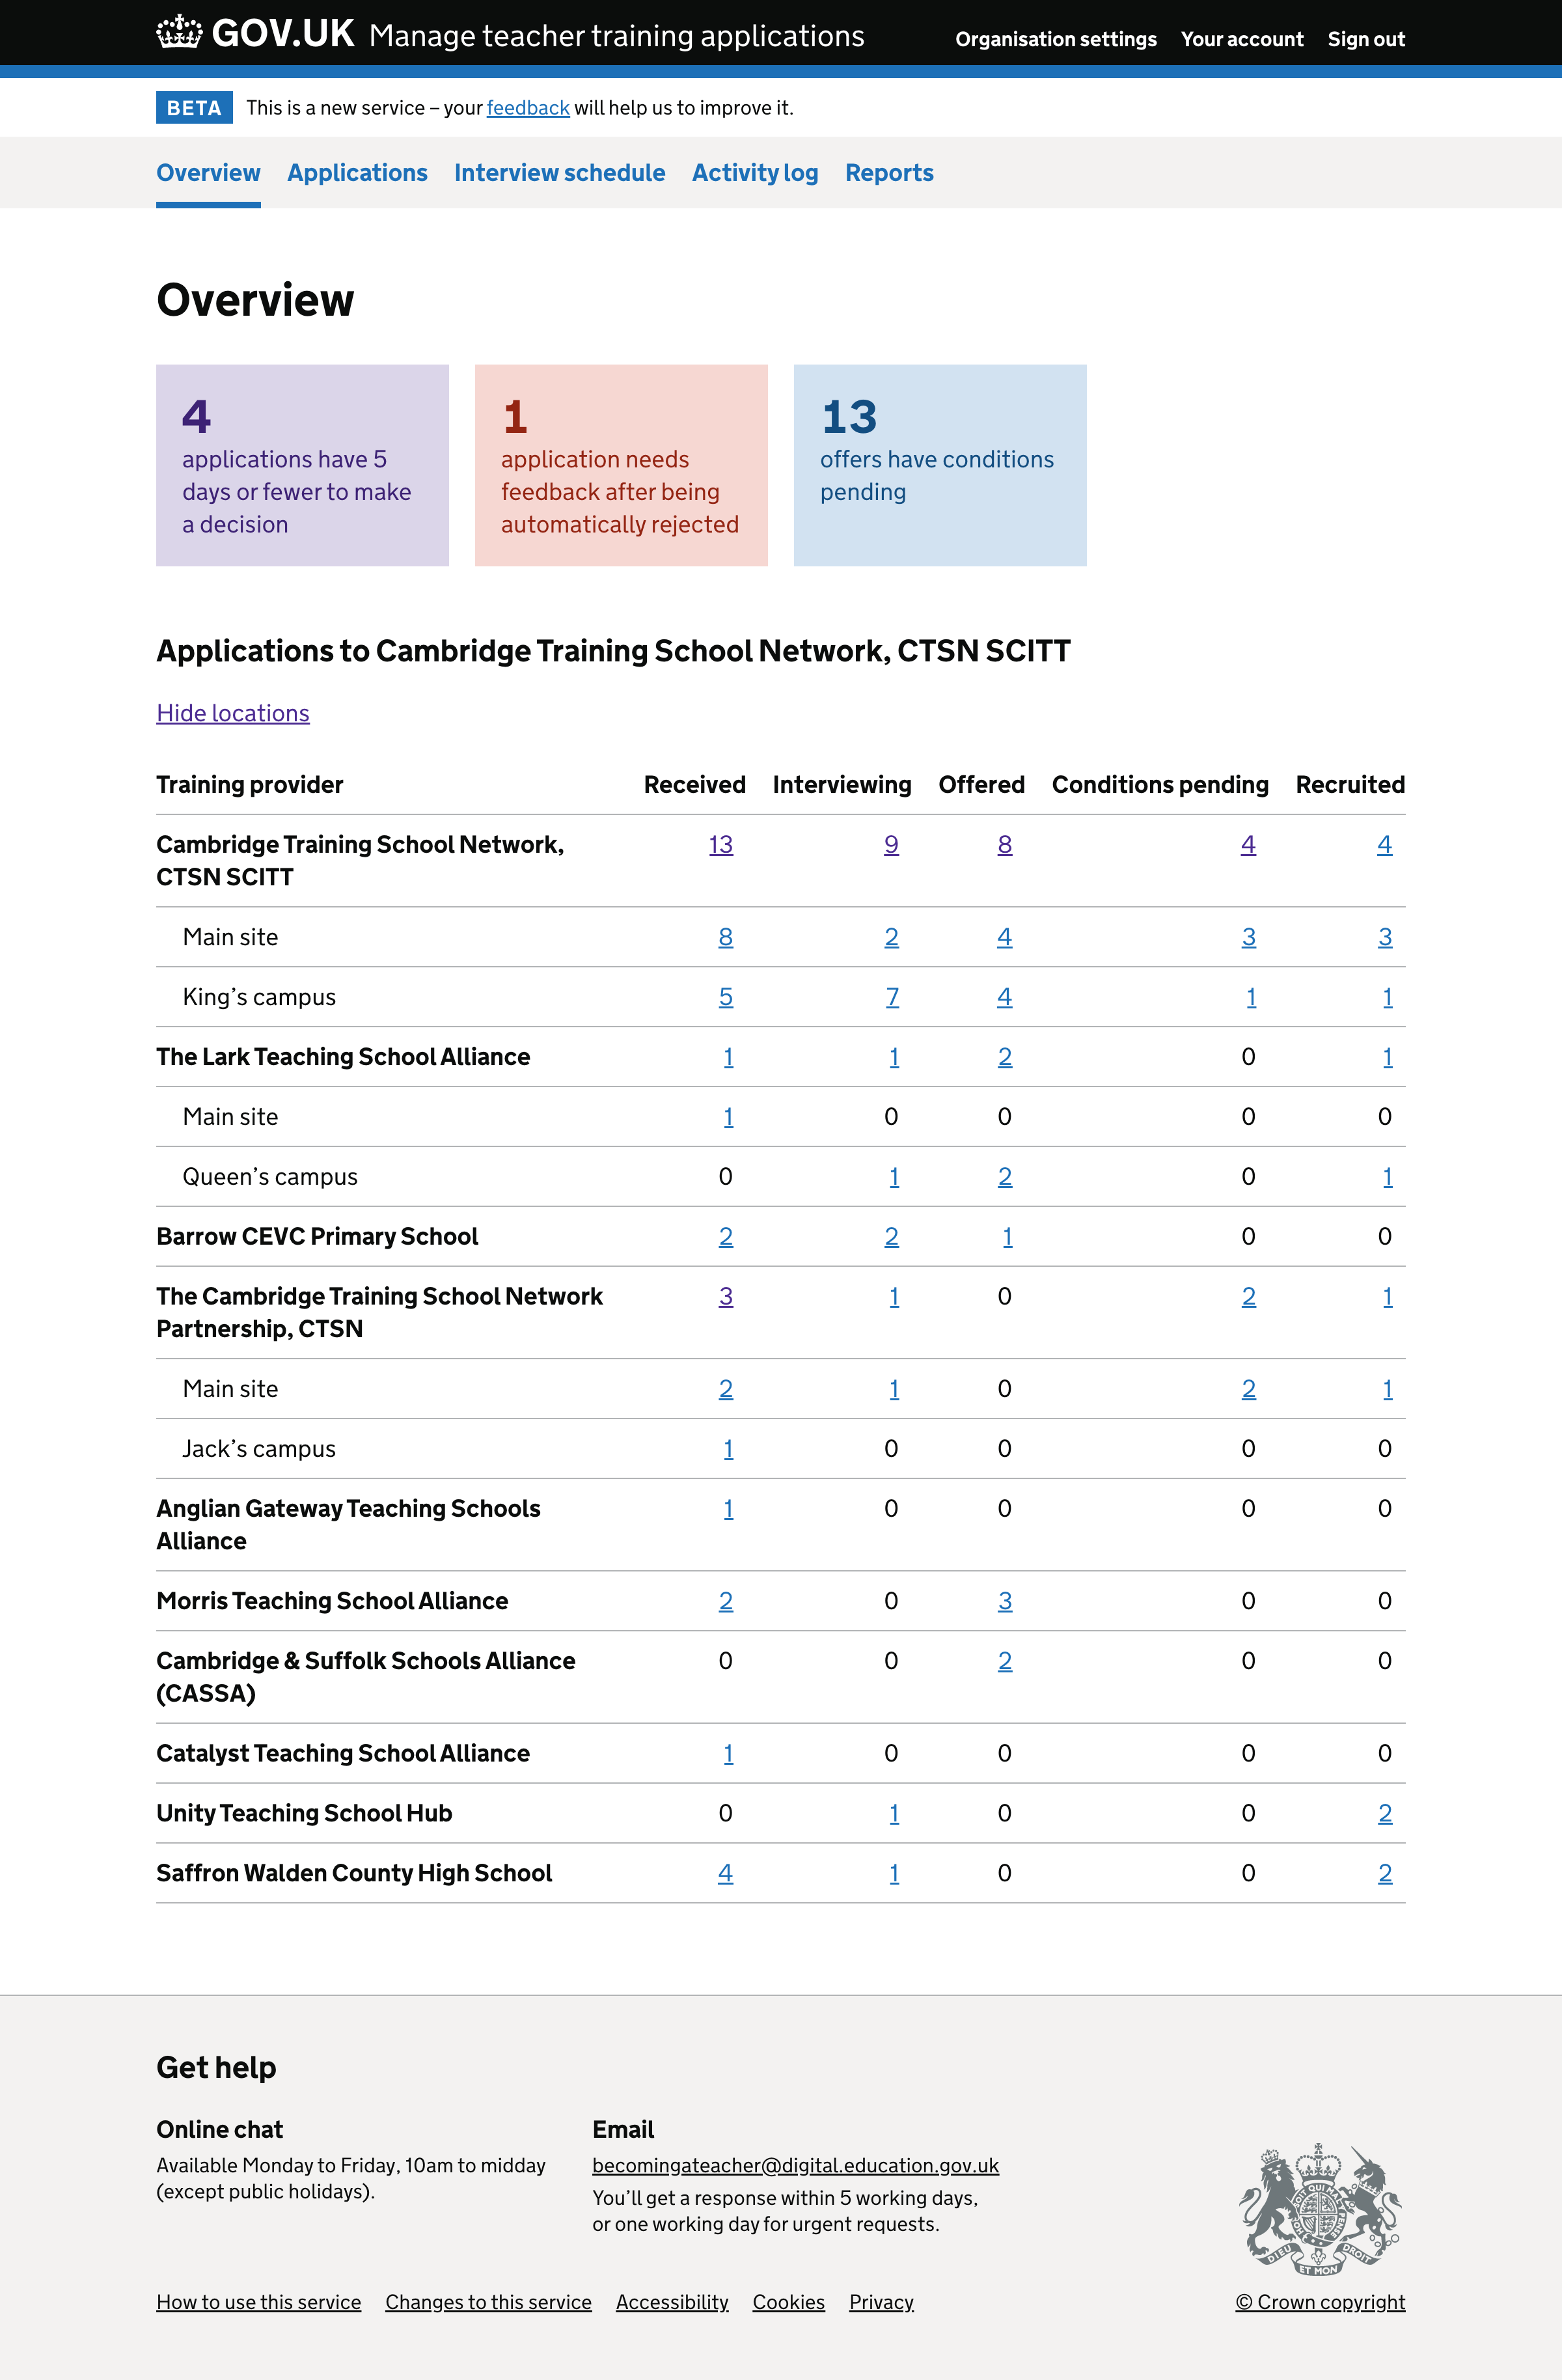 GOV.UK Manage teacher training applications Organisation settings Your account Sign out
BETA This is a new service – your feedback will help us to improve it.
Overview Applications Interview schedule Activity log Reports
Overview
4
applications have 5
days or fewer to make
a decision
1
application needs
feedback after being
automatically rejected
13
offers have conditions
pending
Applications to Cambridge Training School Network, CTSN SCITT
Hide locations
Training provider Received Interviewing Offered Conditions pending Recruited
Cambridge Training School Network, 13 9 8 4 4
CTSN SCITT
Main site 8 2 4 3 3
King’s campus 5 7 4 1 1
The Lark Teaching School Alliance 1 1 2 0 1
Main site 1 0 0 0 0
Queen’s campus 0 1 2 0 1
Barrow CEVC Primary School 2 2 1 0 0
The Cambridge Training School Network 3 1 0 2 1
Partnership, CTSN
Main site 2 1 0 2 1
Jack’s campus 1 0 0 0 0
Anglian Gateway Teaching Schools 1 0 0 0 0
Alliance
Morris Teaching School Alliance 2 0 3 0 0
Cambridge & Suffolk Schools Alliance 0 0 2 0 0
(CASSA)
Catalyst Teaching School Alliance 1 0 0 0 0
Unity Teaching School Hub 0 1 0 0 2
Saffron Walden County High School 4 1 0 0 2
Get help
Online chat
Available Monday to Friday, 10am to midday
(except public holidays).
Email
becomingateacher@digital.education.gov.uk
You’ll get a response within 5 working days,
or one working day for urgent requests.
DIEU ET MON DROIT
How to use this service Changes to this service Accessibility Cookies Privacy © Crown copyright